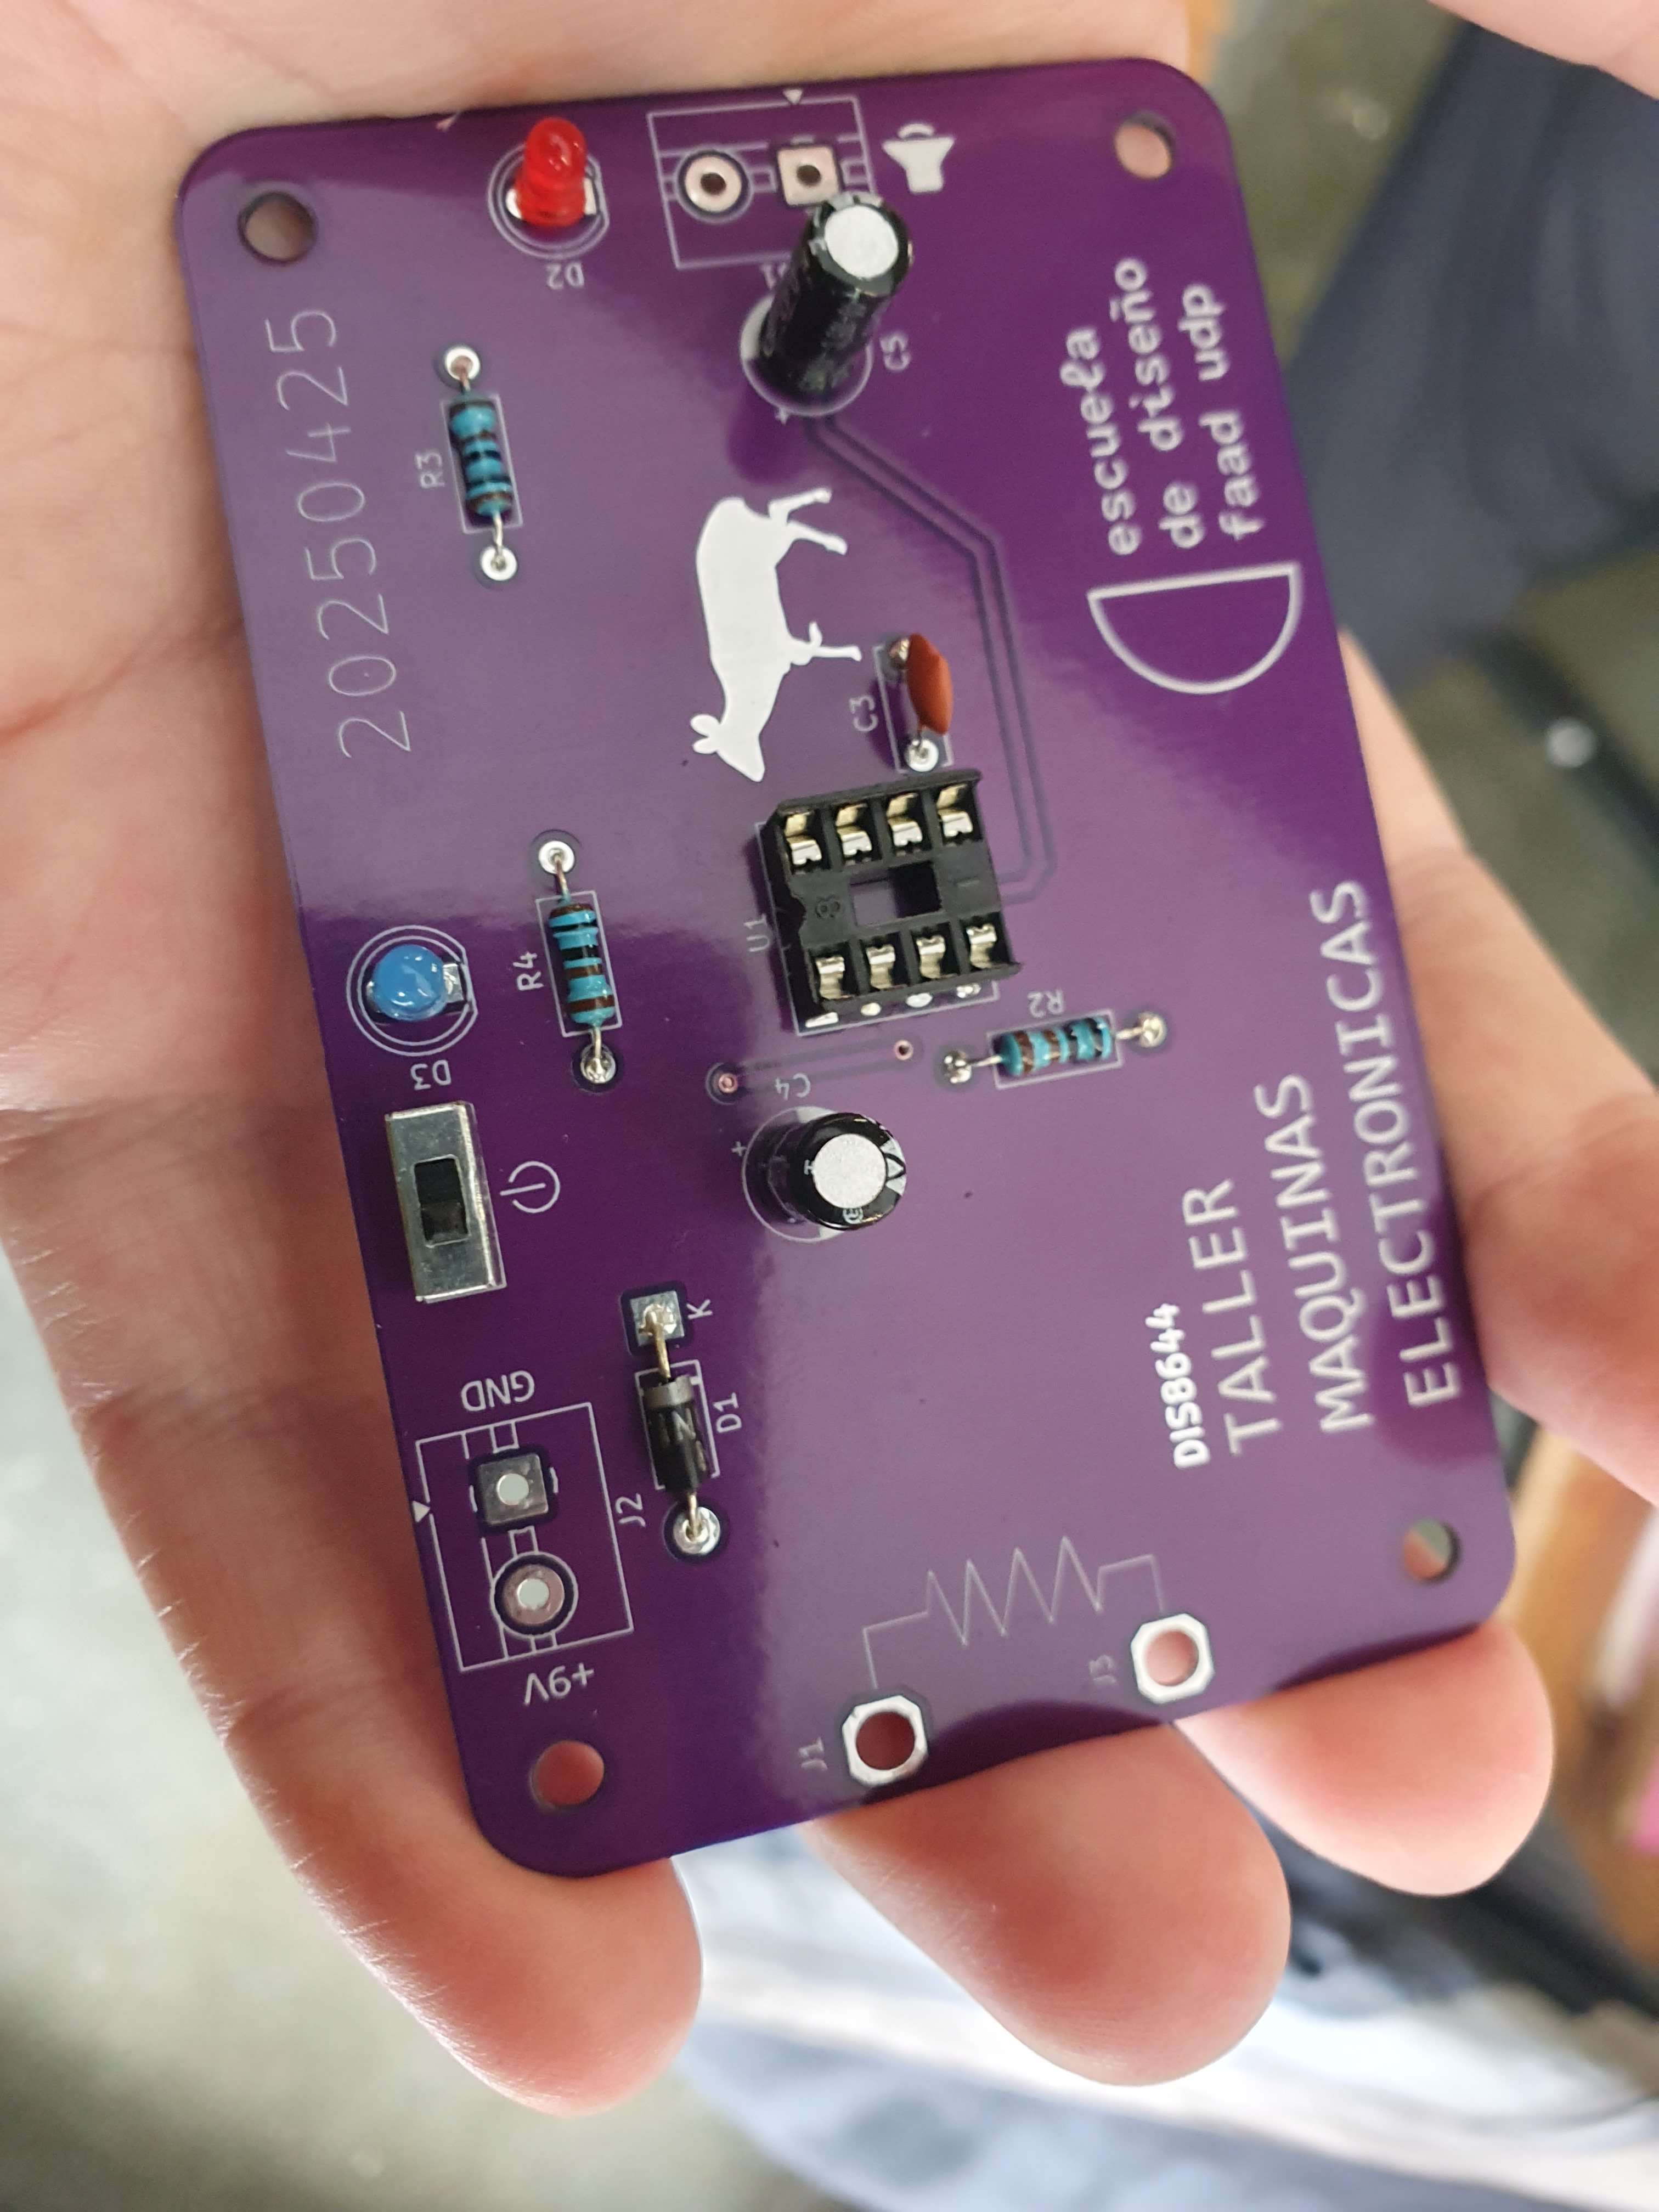 20250425
escuela
de diseño
faad udp
DIS8644
TALLER
MAQUINAS
ELECTRONICAS
D2
R3
C5
C3
U1
8
R4
D3
C4
+
R2
K
D1
GND
J2
+9V
J1
J3